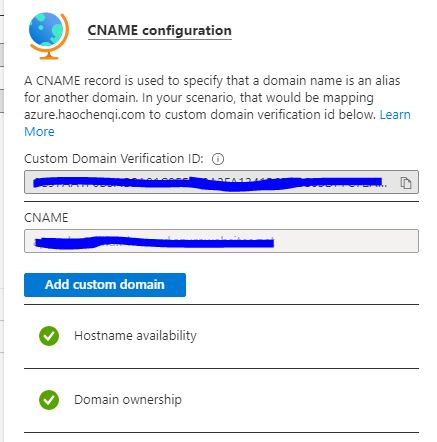 CNAME configuration
A CNAME record is used to specify that a domain name is an alias
for another domain. In your scenario, that would be mapping
azure.haochenqi.com to custom domain verification id below. Learn
More
Custom Domain Verification ID:
CNAME
Add custom domain
Hostname availability
Domain ownership